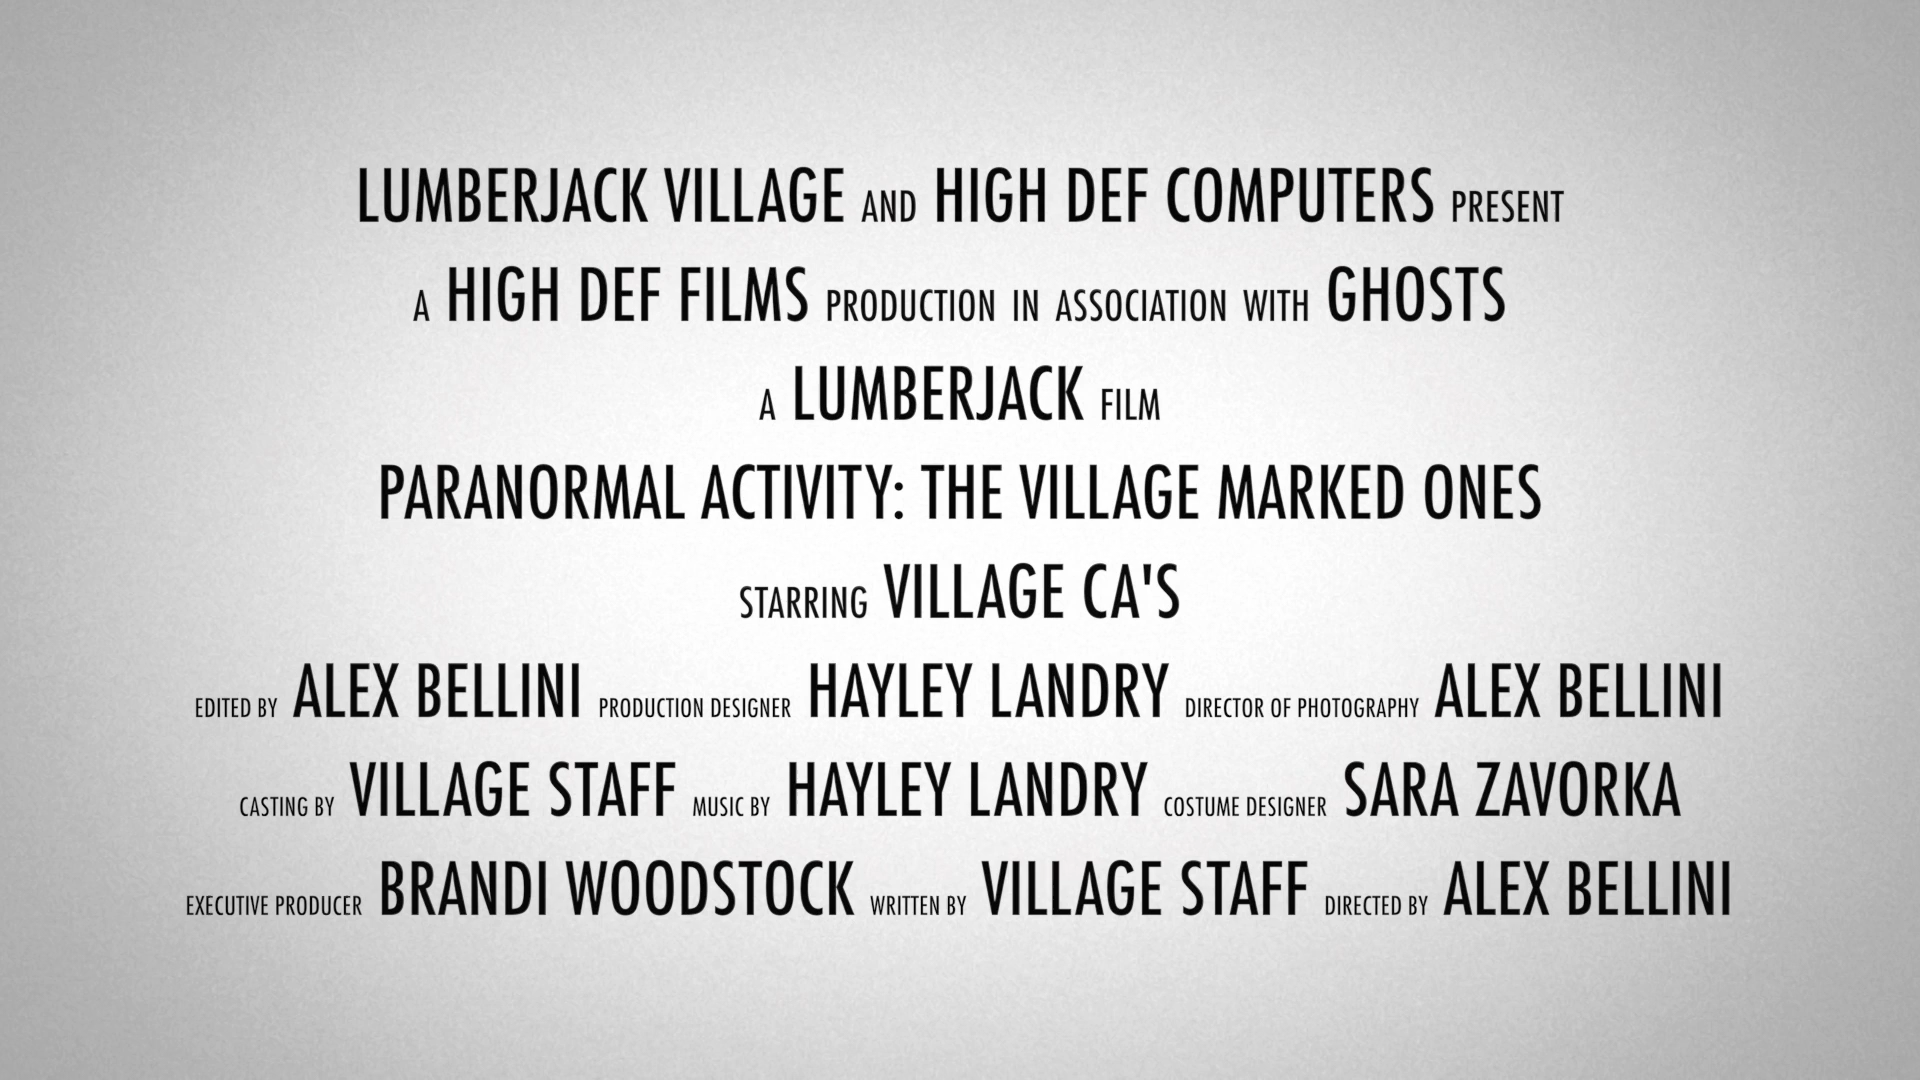 LUMBERJACK VILLAGE AND HIGH DEF COMPUTERS PRESENT
A HIGH DEF FILMS PRODUCTION IN ASSOCIATION WITH GHOSTS
A LUMBERJACK FILM
PARANORMAL ACTIVITY: THE VILLAGE MARKED ONES
STARRING VILLAGE CA'S
EDITED BY ALEX BELLINI PRODUCTION DESIGNER HAYLEY LANDRY DIRECTOR OF PHOTOGRAPHY ALEX BELLINI
CASTING BY VILLAGE STAFF MUSIC BY HAYLEY LANDRY COSTUME DESIGNER SARA ZAVORKA
EXECUTIVE PRODUCER BRANDI WOODSTOCK WRITTEN BY VILLAGE STAFF DIRECTED BY ALEX BELLINI